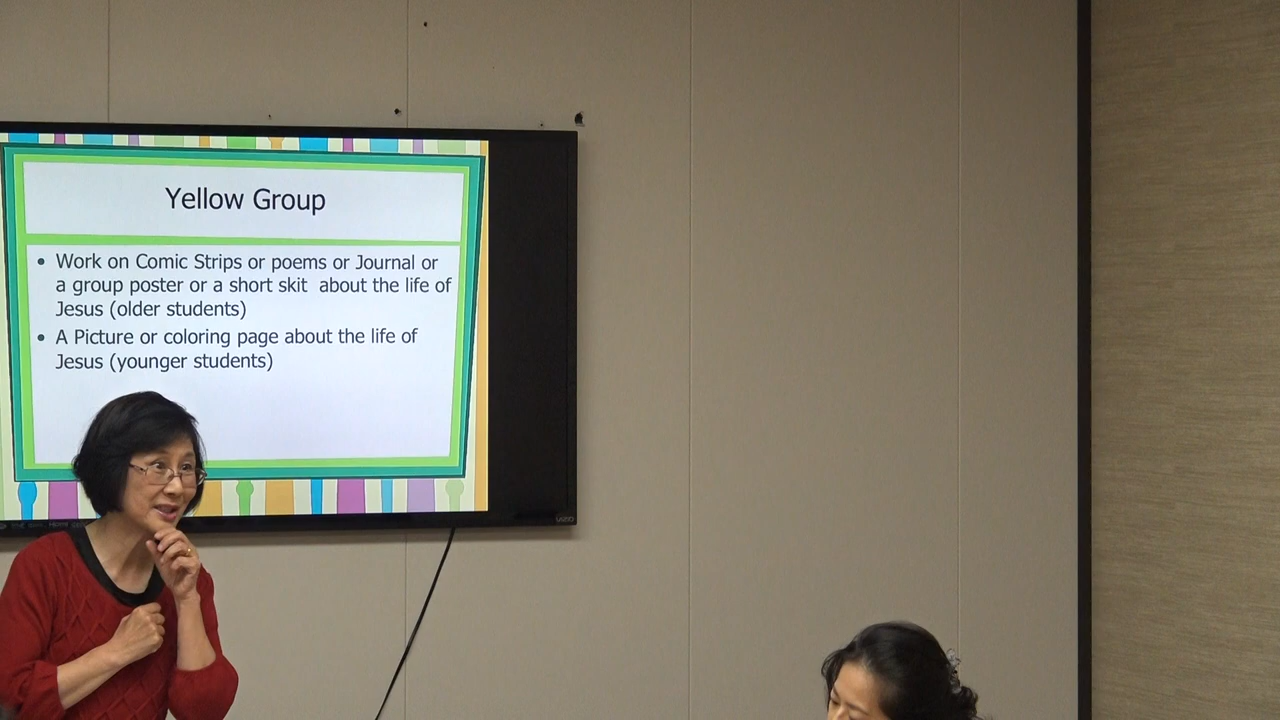 Yellow Group
• Work on Comic Strips or poems or Journal or
a group poster or a short skit about the life of
Jesus (older students)
• A Picture or coloring page about the life of
Jesus (younger students)